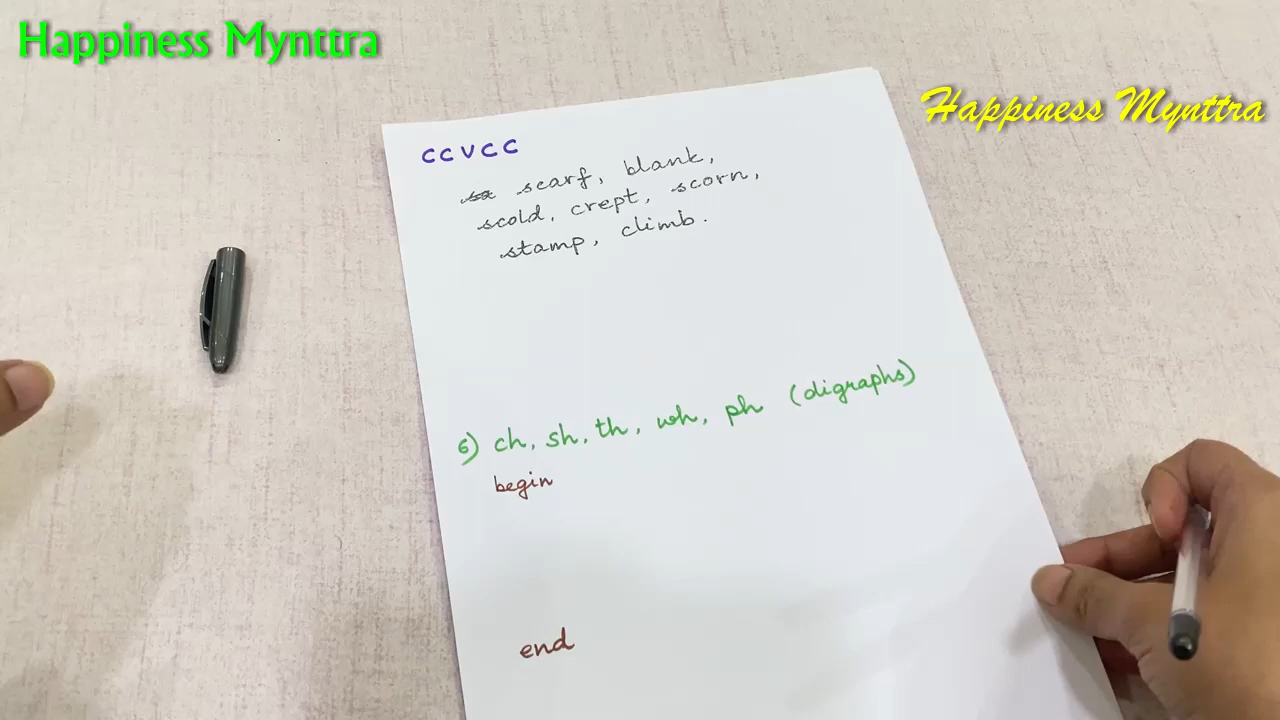 Happiness Mynttra
Happiness Mynttra
CCVCC
scarf, blank,
scold, crept, scorn,
stamp, climb.
6) ch, sh, th, wh, ph (digraphs)
begin
end